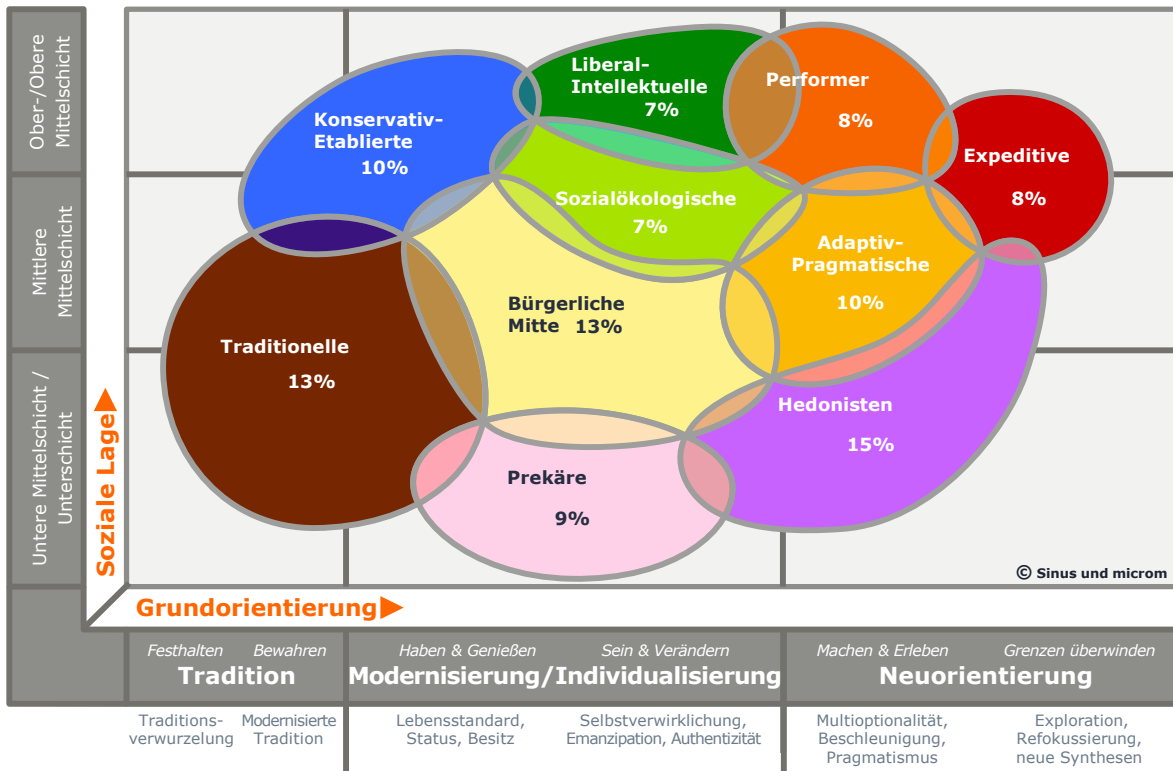 Ober-/Obere
Mittelschicht
Mittlere
Mittelschicht
Untere Mittelschicht /
Unterschicht
Soziale Lage
Konservativ-
Etablierte
10%
Liberal-
Intellektuelle
7%
Performer
8%
Expeditive
8%
Sozialökologische
7%
Adaptiv-
Pragmatische
10%
Traditionelle
13%
Bürgerliche
Mitte 13%
Hedonisten
15%
Prekäre
9%
© Sinus und microm
Grundorientierung
Festhalten Bewahren
Tradition
Haben & Genießen Sein & Verändern
Modernisierung/Individualisierung
Machen & Erleben Grenzen überwinden
Neuorientierung
Traditions-
verwurzelung
Modernisierte
Tradition
Lebensstandard,
Status, Besitz
Selbstverwirklichung,
Emanzipation, Authentizität
Multioptionalität,
Beschleunigung,
Pragmatismus
Exploration,
Refokussierung,
neue Synthesen